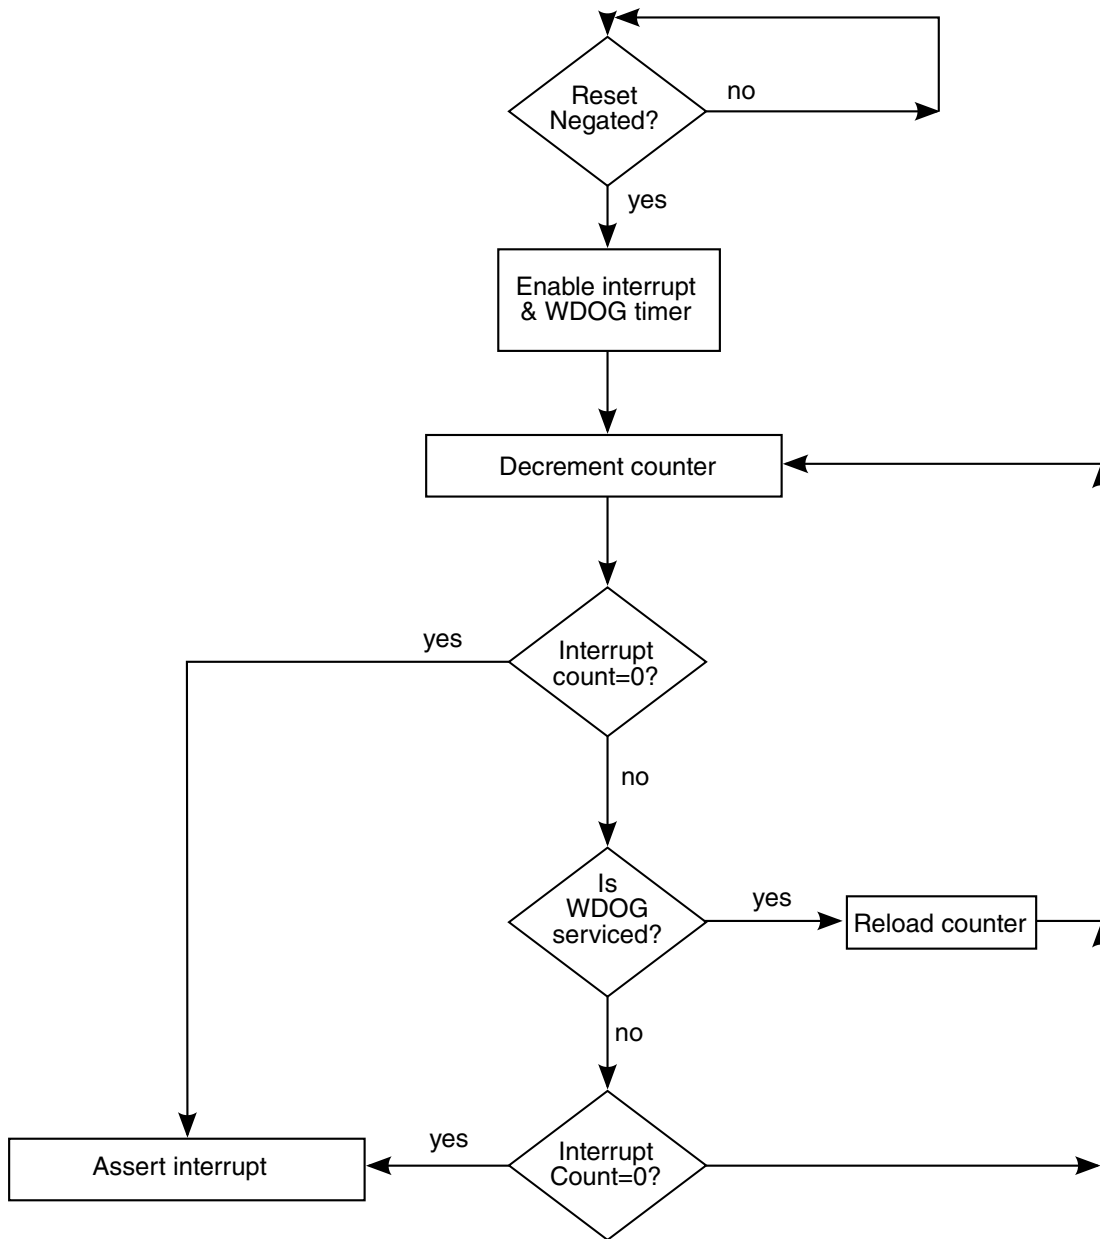 Reset
Negated?
no
yes
Enable interrupt
& WDOG timer
Decrement counter
yes
Interrupt
count=0?
no
Is
WDOG
serviced?
yes
Reload counter
no
Assert interrupt
yes
Interrupt
Count=0?